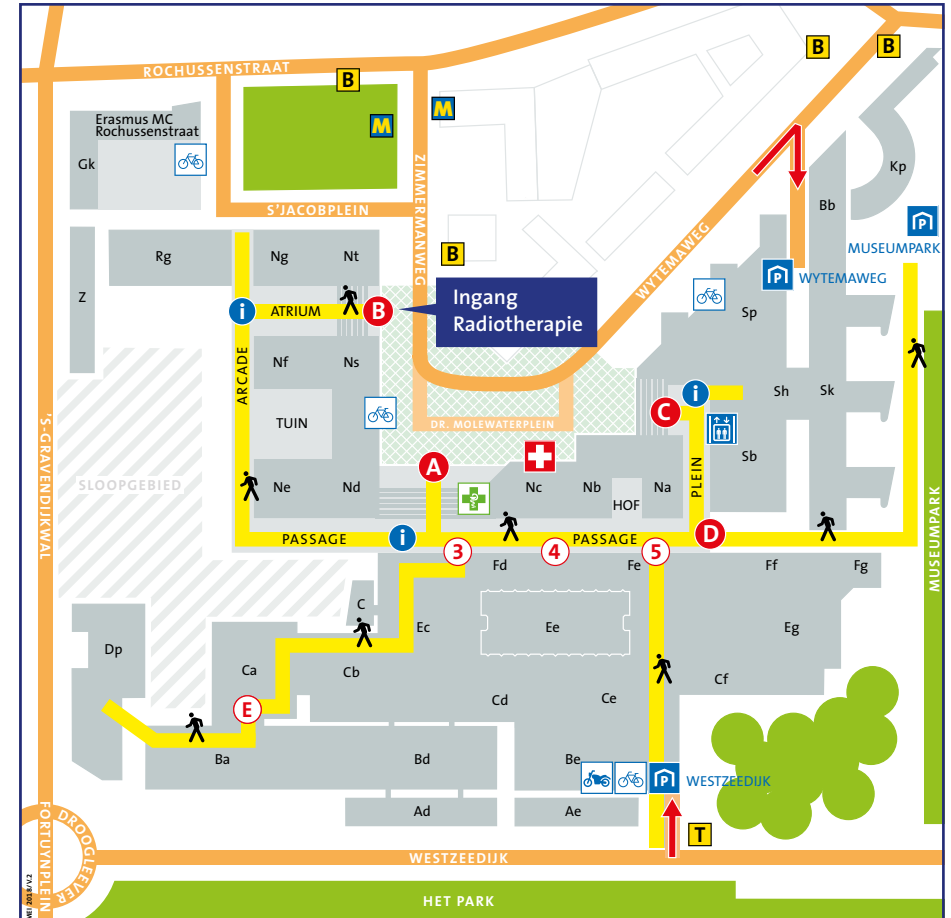 ROCHUSSENSTRAAT
B
B
B
M
M
Erasmus MC
Rochussenstraat
Gk
Kp
Bb
ZIMMERMANWEG
S'JACOBPLEIN
P
MUSEUMPARK
Rg
Ng
Nt
B
WYTEMAWEG
P
WYTEMAWEG
Z
i
ATRIUM
B
Ingang
Radiotherapie
Sp
ARCADE
Nf
Ns
TUIN
i
Sh
Sk
C
DR. MOLEWATERPLEIN
'S-GRAVENDIJKWAL
SLOOPGEBIED
A
PLEIN
Sb
Ne
Nd
Nc
Nb
Na
HOF
PASSAGE
i
PASSAGE
D
3
4
5
Fd
Fe
Ff
Fg
MUSEUMPARK
C
Ec
Ee
Eg
Dp
Ca
Cb
Cf
Cd
Ce
E
Ba
Bd
Be
P
WESTZEEDIJK
Ad
Ae
T
DROOGLEEVER
FORTUYNPLEIN
WESTZEEDIJK
MEI 2018/V.2
HET PARK